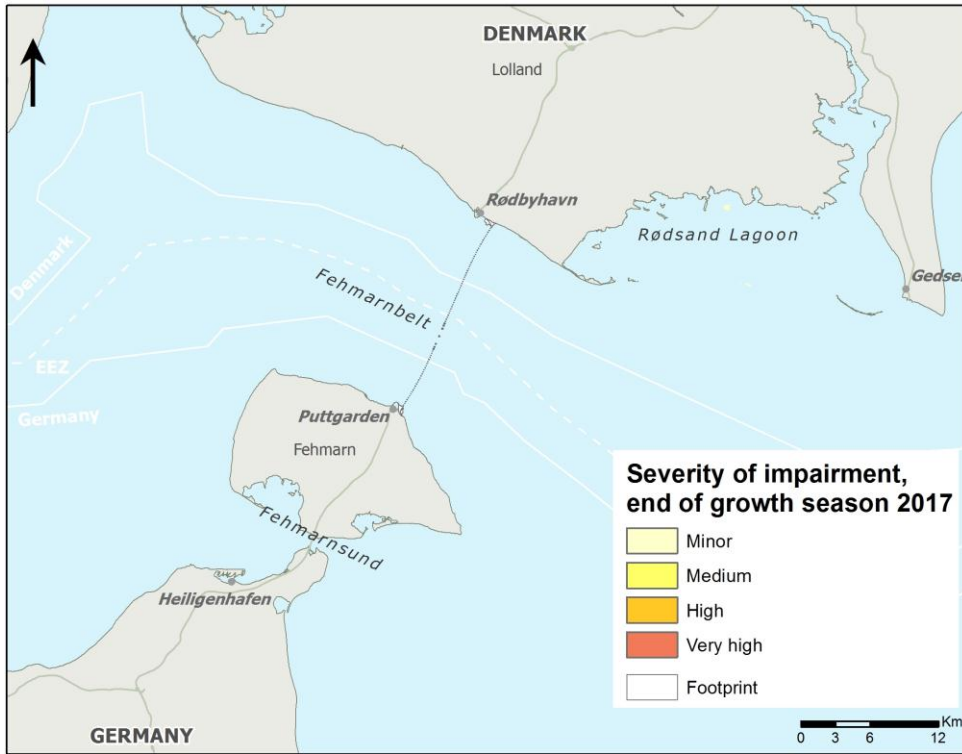 DENMARK
Lolland
Rødbyhavn
Rødsand Lagoon
Gedser
Denmark
Fehmarnbelt
EEZ
Germany
Puttgarden
Fehmarn
Fehmarnsund
Heiligenhafen
GERMANY
Severity of impairment,
end of growth season 2017
Minor
Medium
High
Very high
Footprint
Km
0 3 6 12